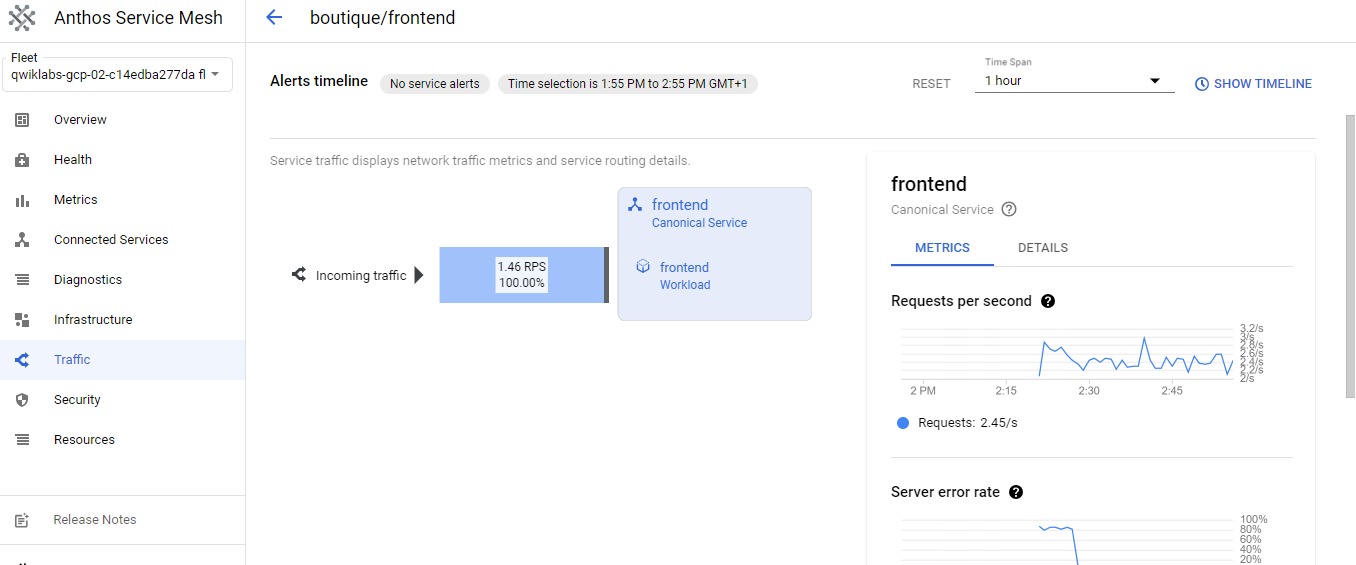 Anthos Service Mesh
boutique/frontend
Fleet
qwiklabs-gcp-02-c14edba277da fl
Overview
Health
Metrics
Connected Services
Diagnostics
Infrastructure
Traffic
Security
Resources
Release Notes
Alerts timeline
No service alerts
Time selection is 1:55 PM to 2:55 PM GMT+1
RESET
Time Span
1 hour
SHOW TIMELINE
Service traffic displays network traffic metrics and service routing details.
Incoming traffic
1.46 RPS
100.00%
frontend
Canonical Service
frontend
Workload
frontend
Canonical Service
METRICS DETAILS
Requests per second
3.2/s
3/s
2.8/s
2.6/s
2.4/s
2.2/s
2/s
2 PM 2:15 2:30 2:45
Requests: 2.45/s
Server error rate
100%
80%
60%
40%
20%